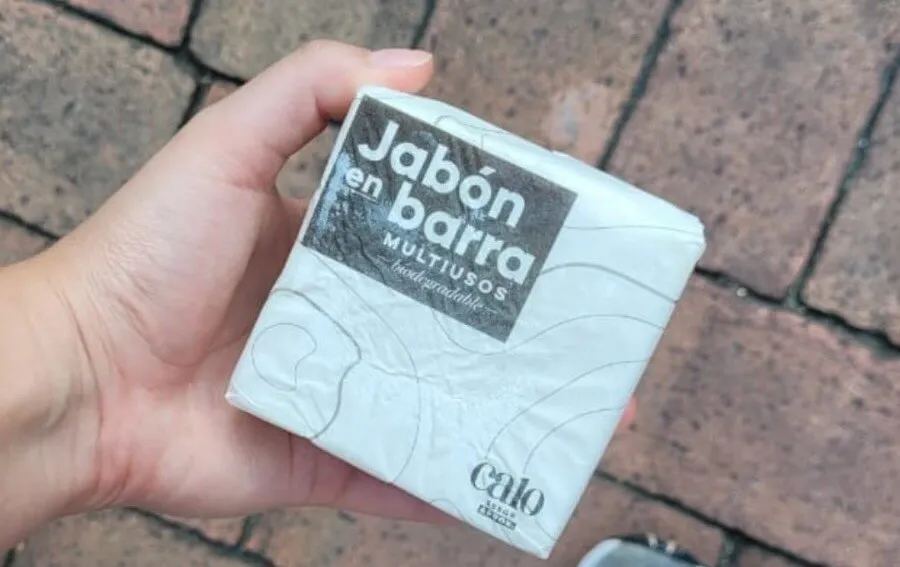 Jabón
en barra
MULTIUSOS
biodegradable
calo